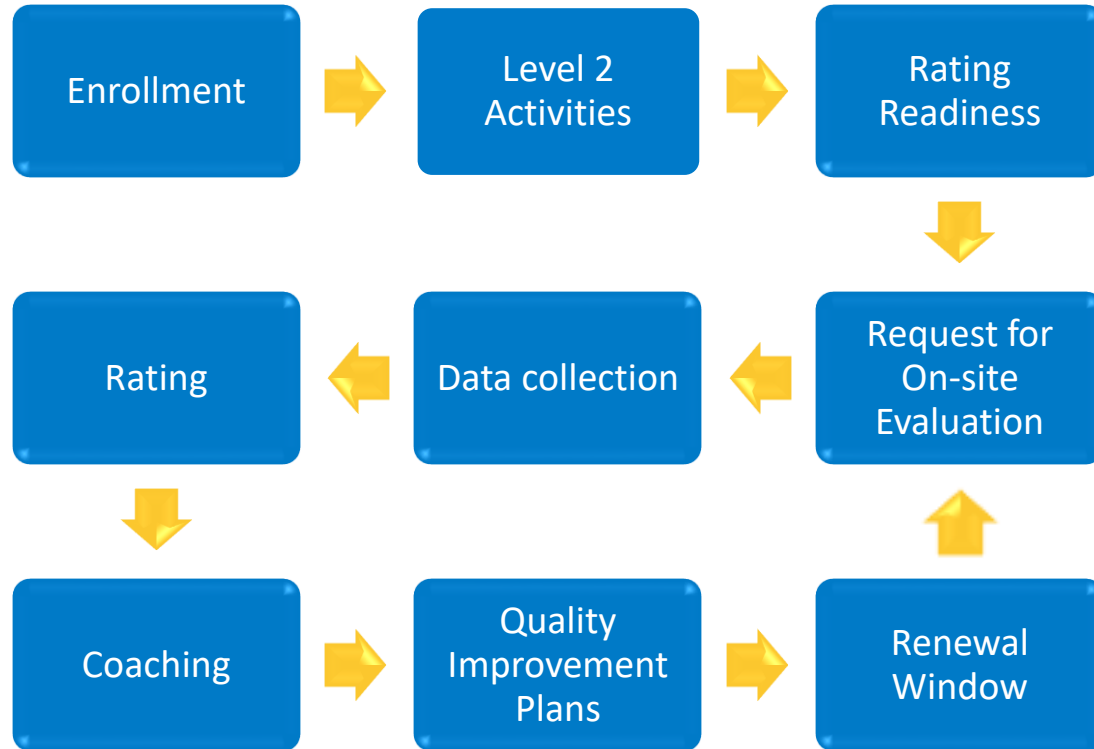 Enrollment
Level 2
Activities
Rating
Readiness
Rating
Data collection
Request for
On-site
Evaluation
Coaching
Quality
Improvement
Plans
Renewal
Window